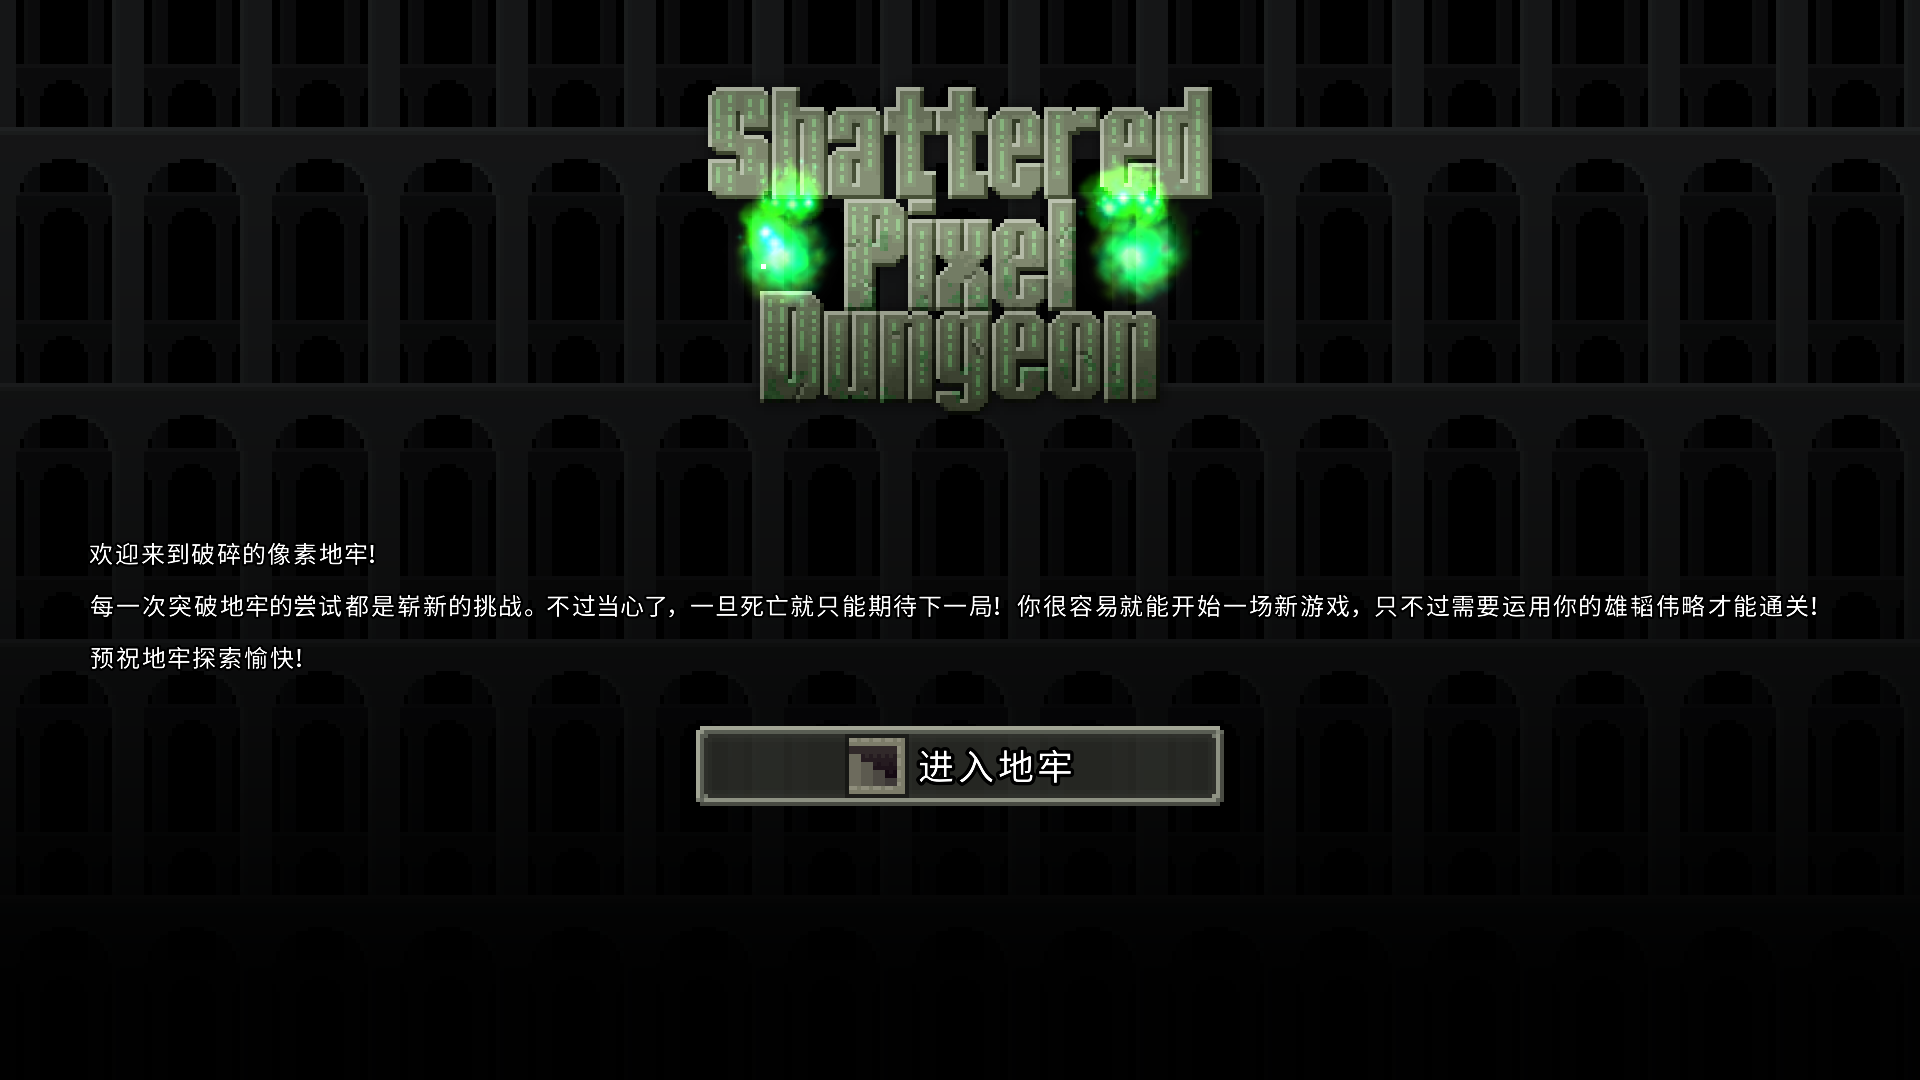 Shattered
Pixel
Dungeon
欢迎来到破碎的像素地牢!
每一次突破地牢的尝试都是崭新的挑战。不过当心了，一旦死亡就只能期待下一局! 你很容易就能开始一场新游戏，只不过需要运用你的雄韬伟略才能通关!
预祝地牢探索愉快!
进入地牢